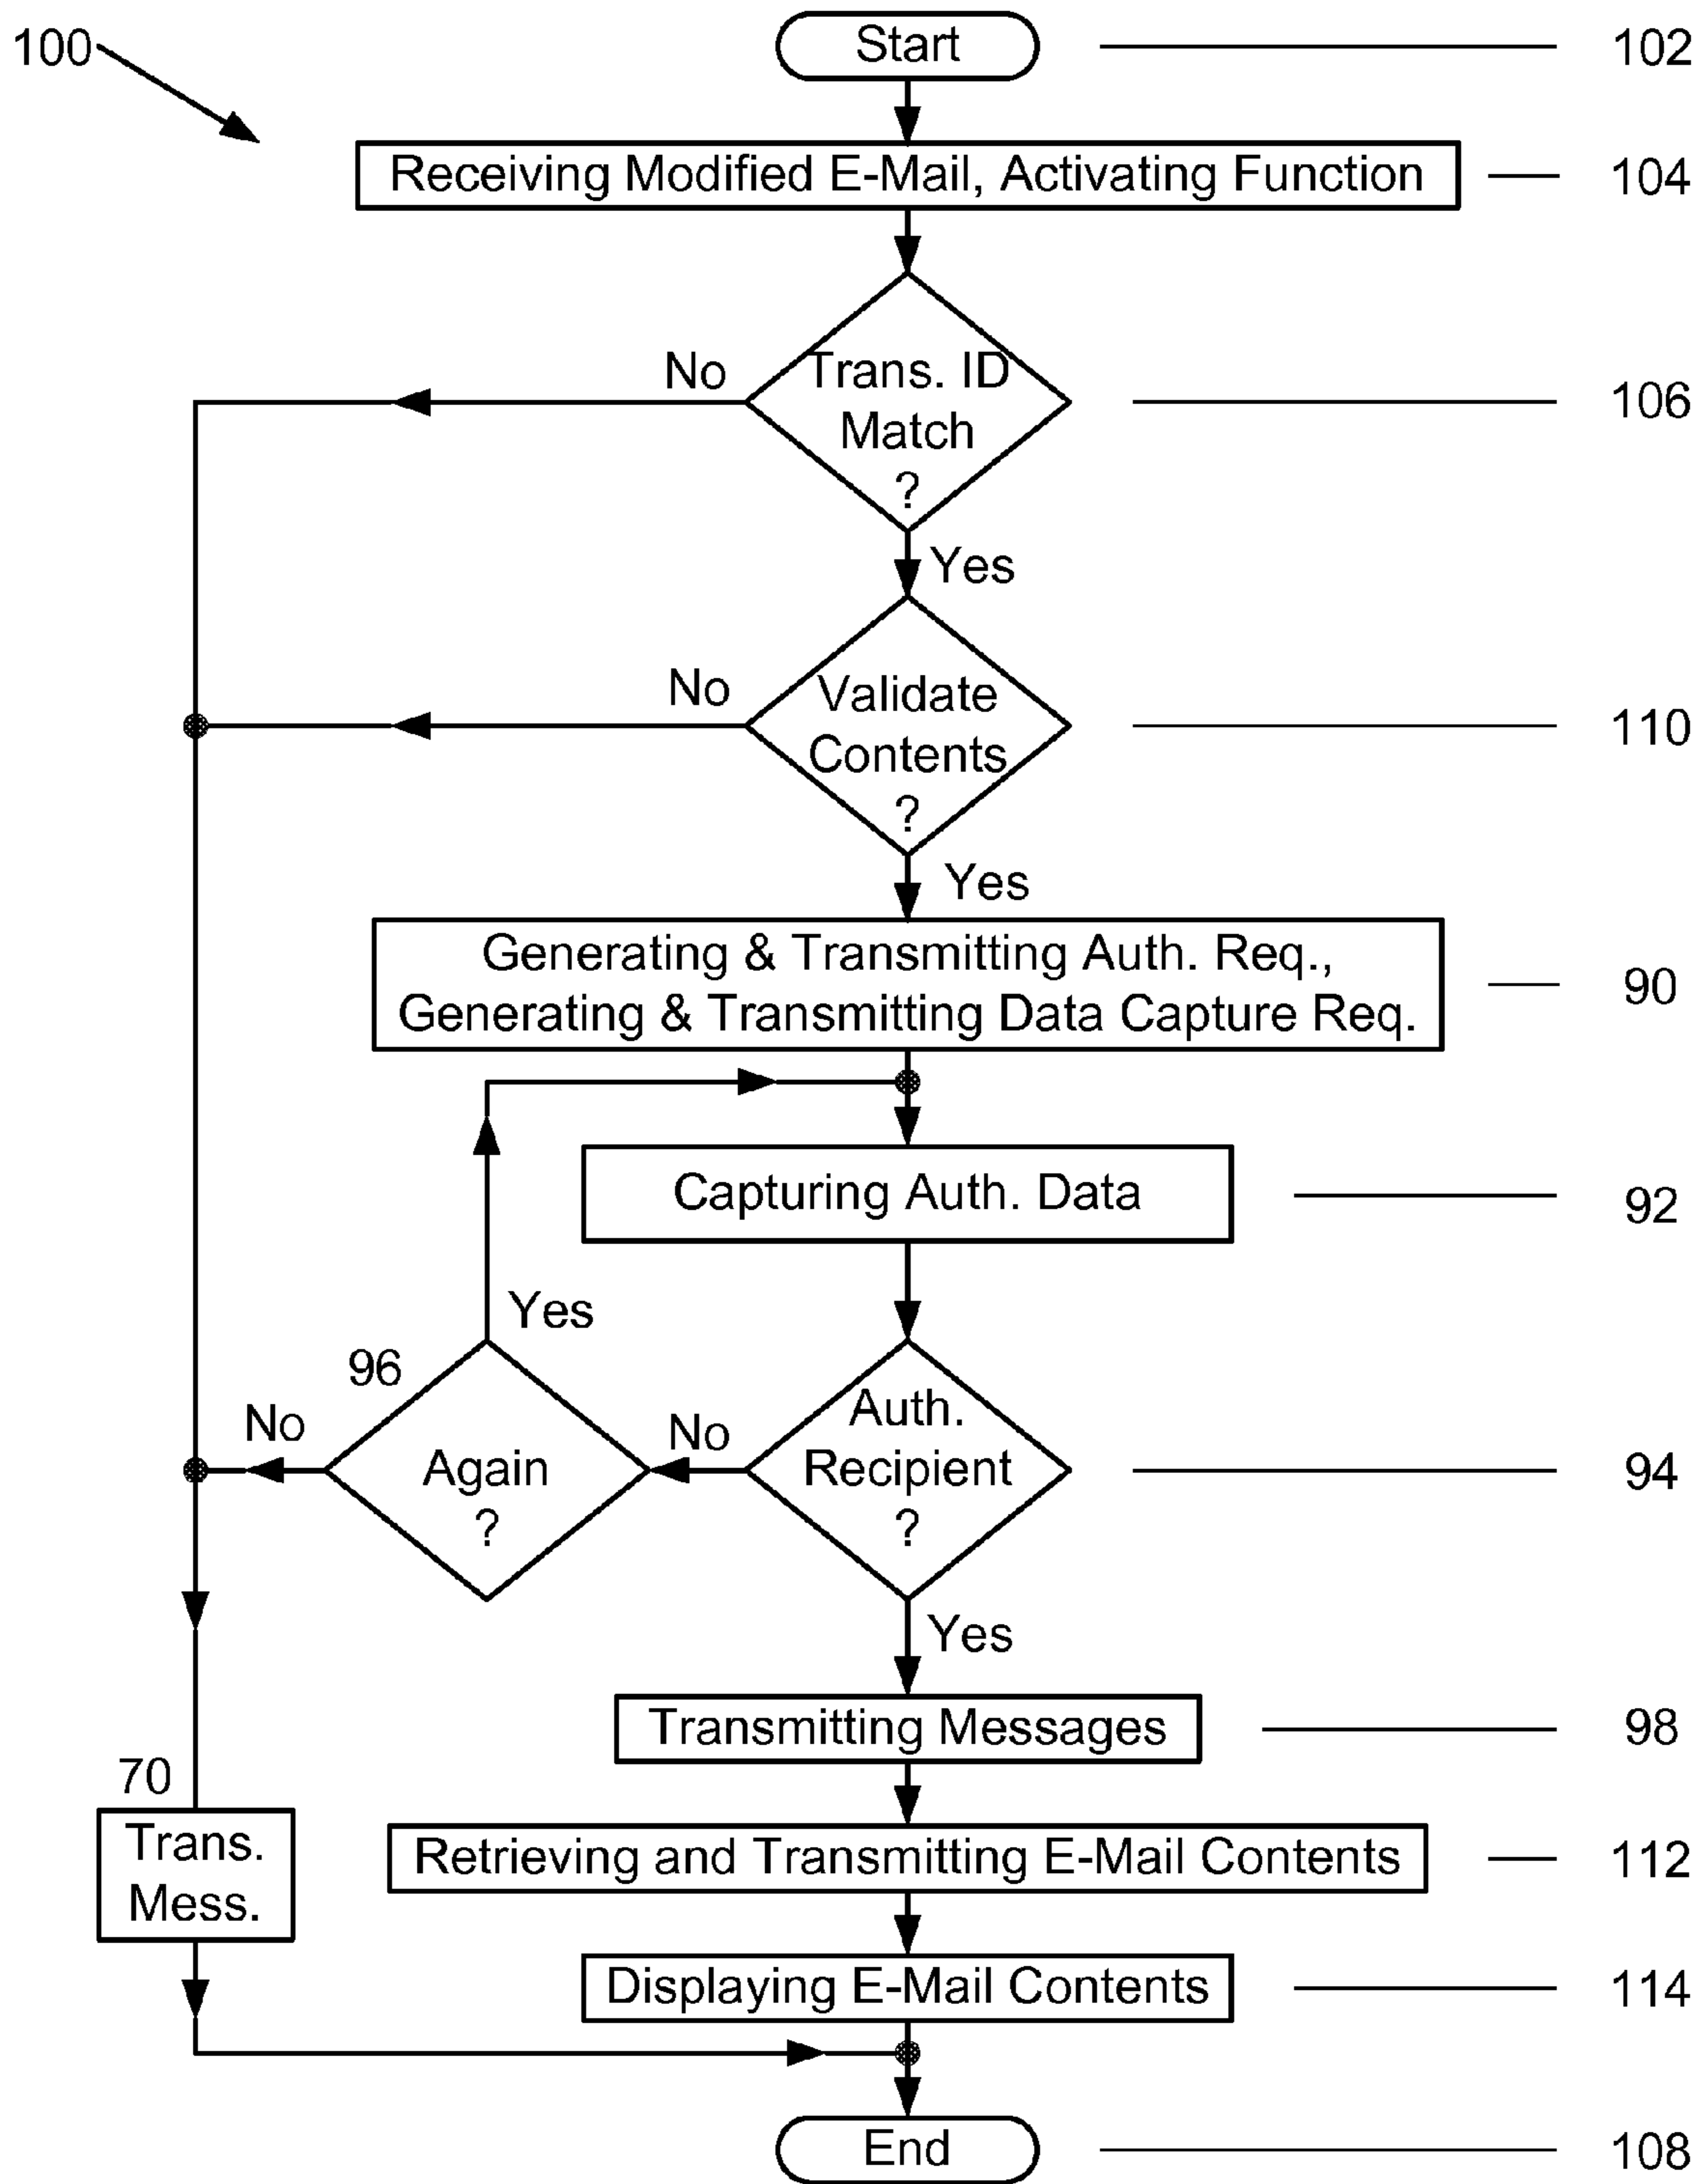 100
Start
102
Receiving Modified E-Mail, Activating Function
104
No
Trans. ID
Match
?
106
Yes
No
Validate
Contents
?
110
Yes
Generating & Transmitting Auth. Req.,
Generating & Transmitting Data Capture Req.
90
Capturing Auth. Data
92
Yes
96
No
Again
?
No
Auth.
Recipient
?
94
Yes
Transmitting Messages
98
70
Trans.
Mess.
Retrieving and Transmitting E-Mail Contents
112
Displaying E-Mail Contents
114
End
108